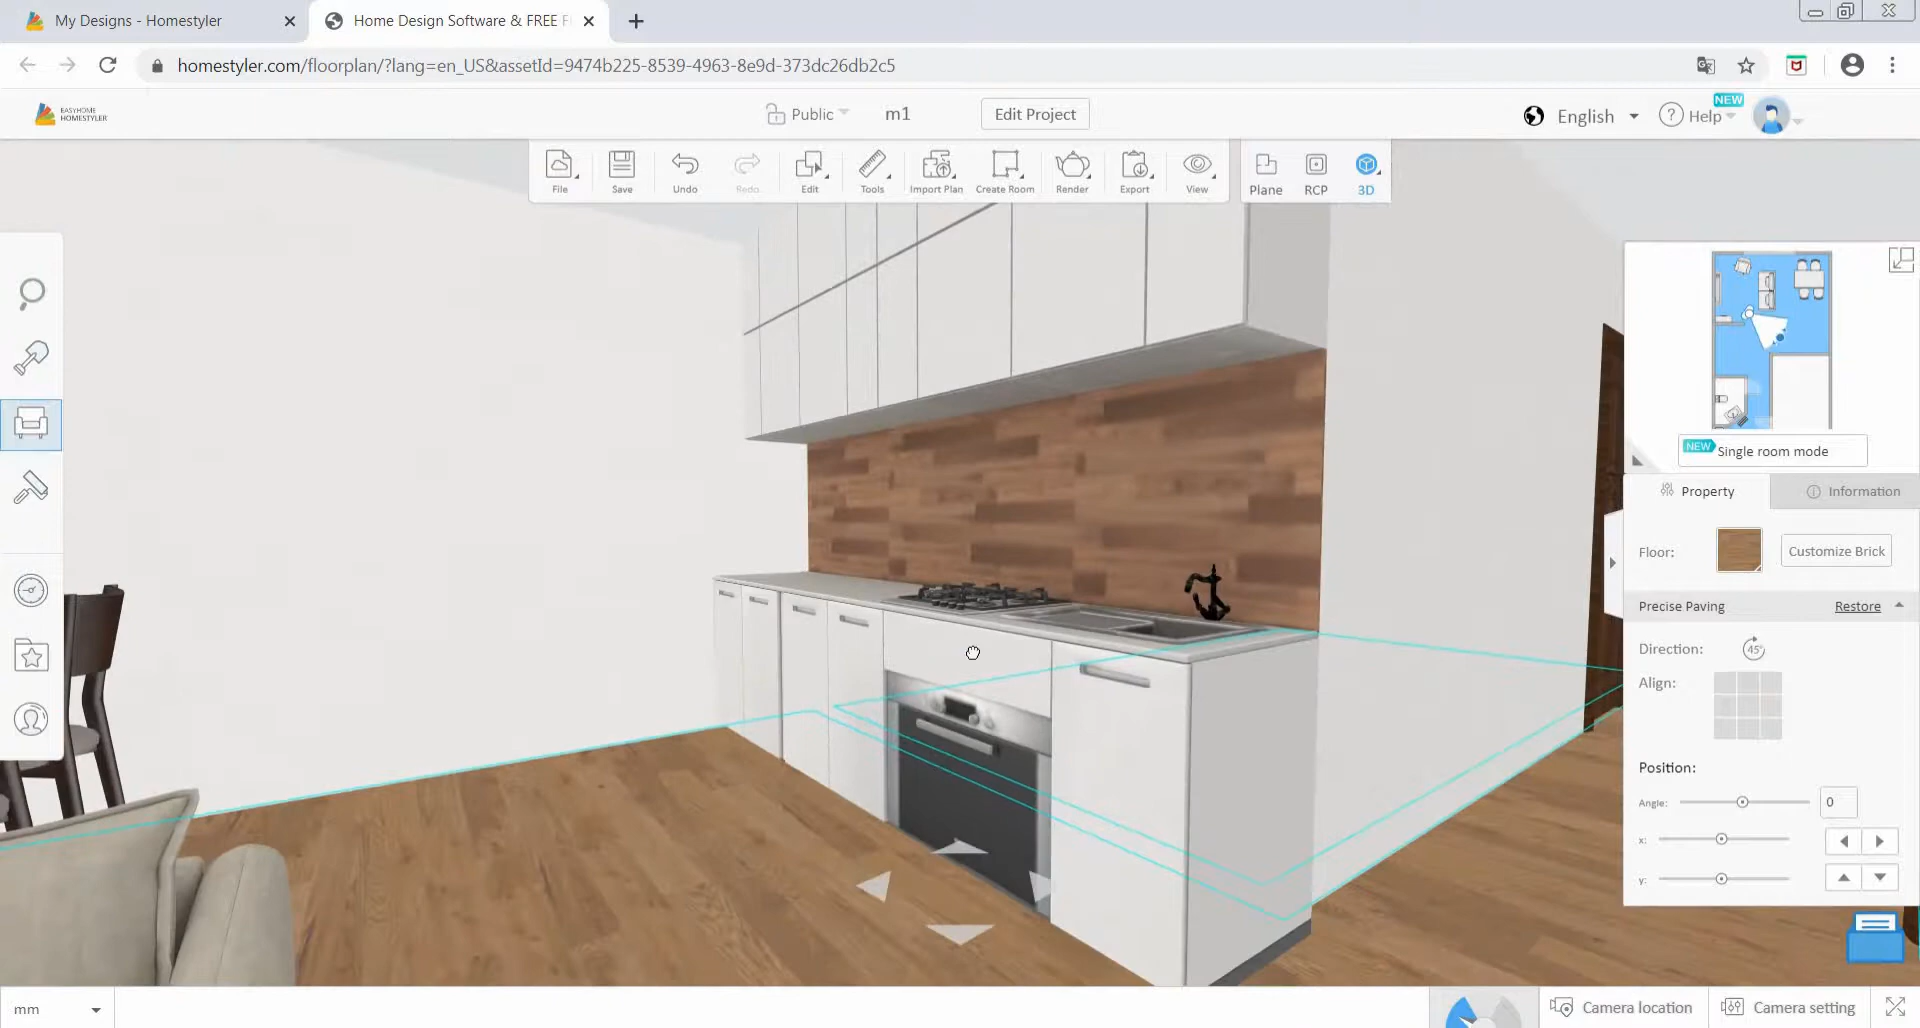 My Designs - Homestyler
Home Design Software & FREE F
homestyler.com/floorplan/?lang=en_US&assetId=9474b225-8539-4963-8e9d-373dc26db2c5
EASYHOME
HOMESTYLER
Public
m1
Edit Project
English
? Help
NEW
File
Save
Undo
Redo
Edit
Tools
Import Plan
Create Room
Render
Export
View
Plane
RCP
3D
NEW
Single room mode
Property
Information
Floor:
Customize Brick
Precise Paving
Restore
Direction:
45°
Align:
Position:
Angle:
0
x:
y:
mm
Camera location
Camera setting